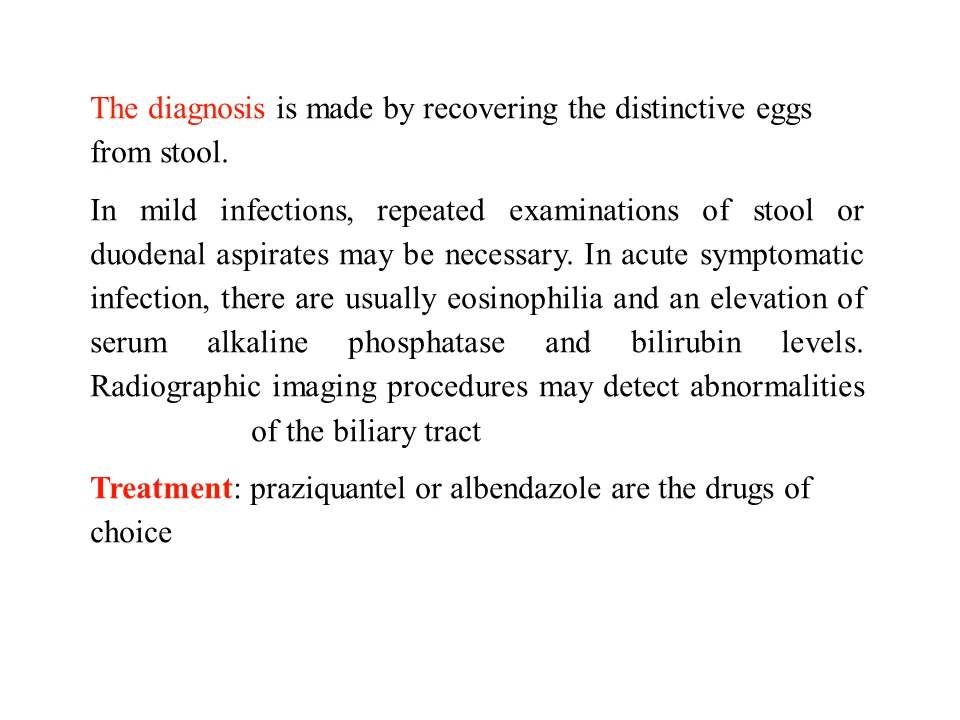 The diagnosis is made by recovering the distinctive eggs
from stool.
In mild infections, repeated examinations of stool or
duodenal aspirates may be necessary. In acute symptomatic
infection, there are usually eosinophilia and an elevation of
serum alkaline phosphatase and bilirubin levels.
Radiographic imaging procedures may detect abnormalities
of the biliary tract
Treatment: praziquantel or albendazole are the drugs of
choice